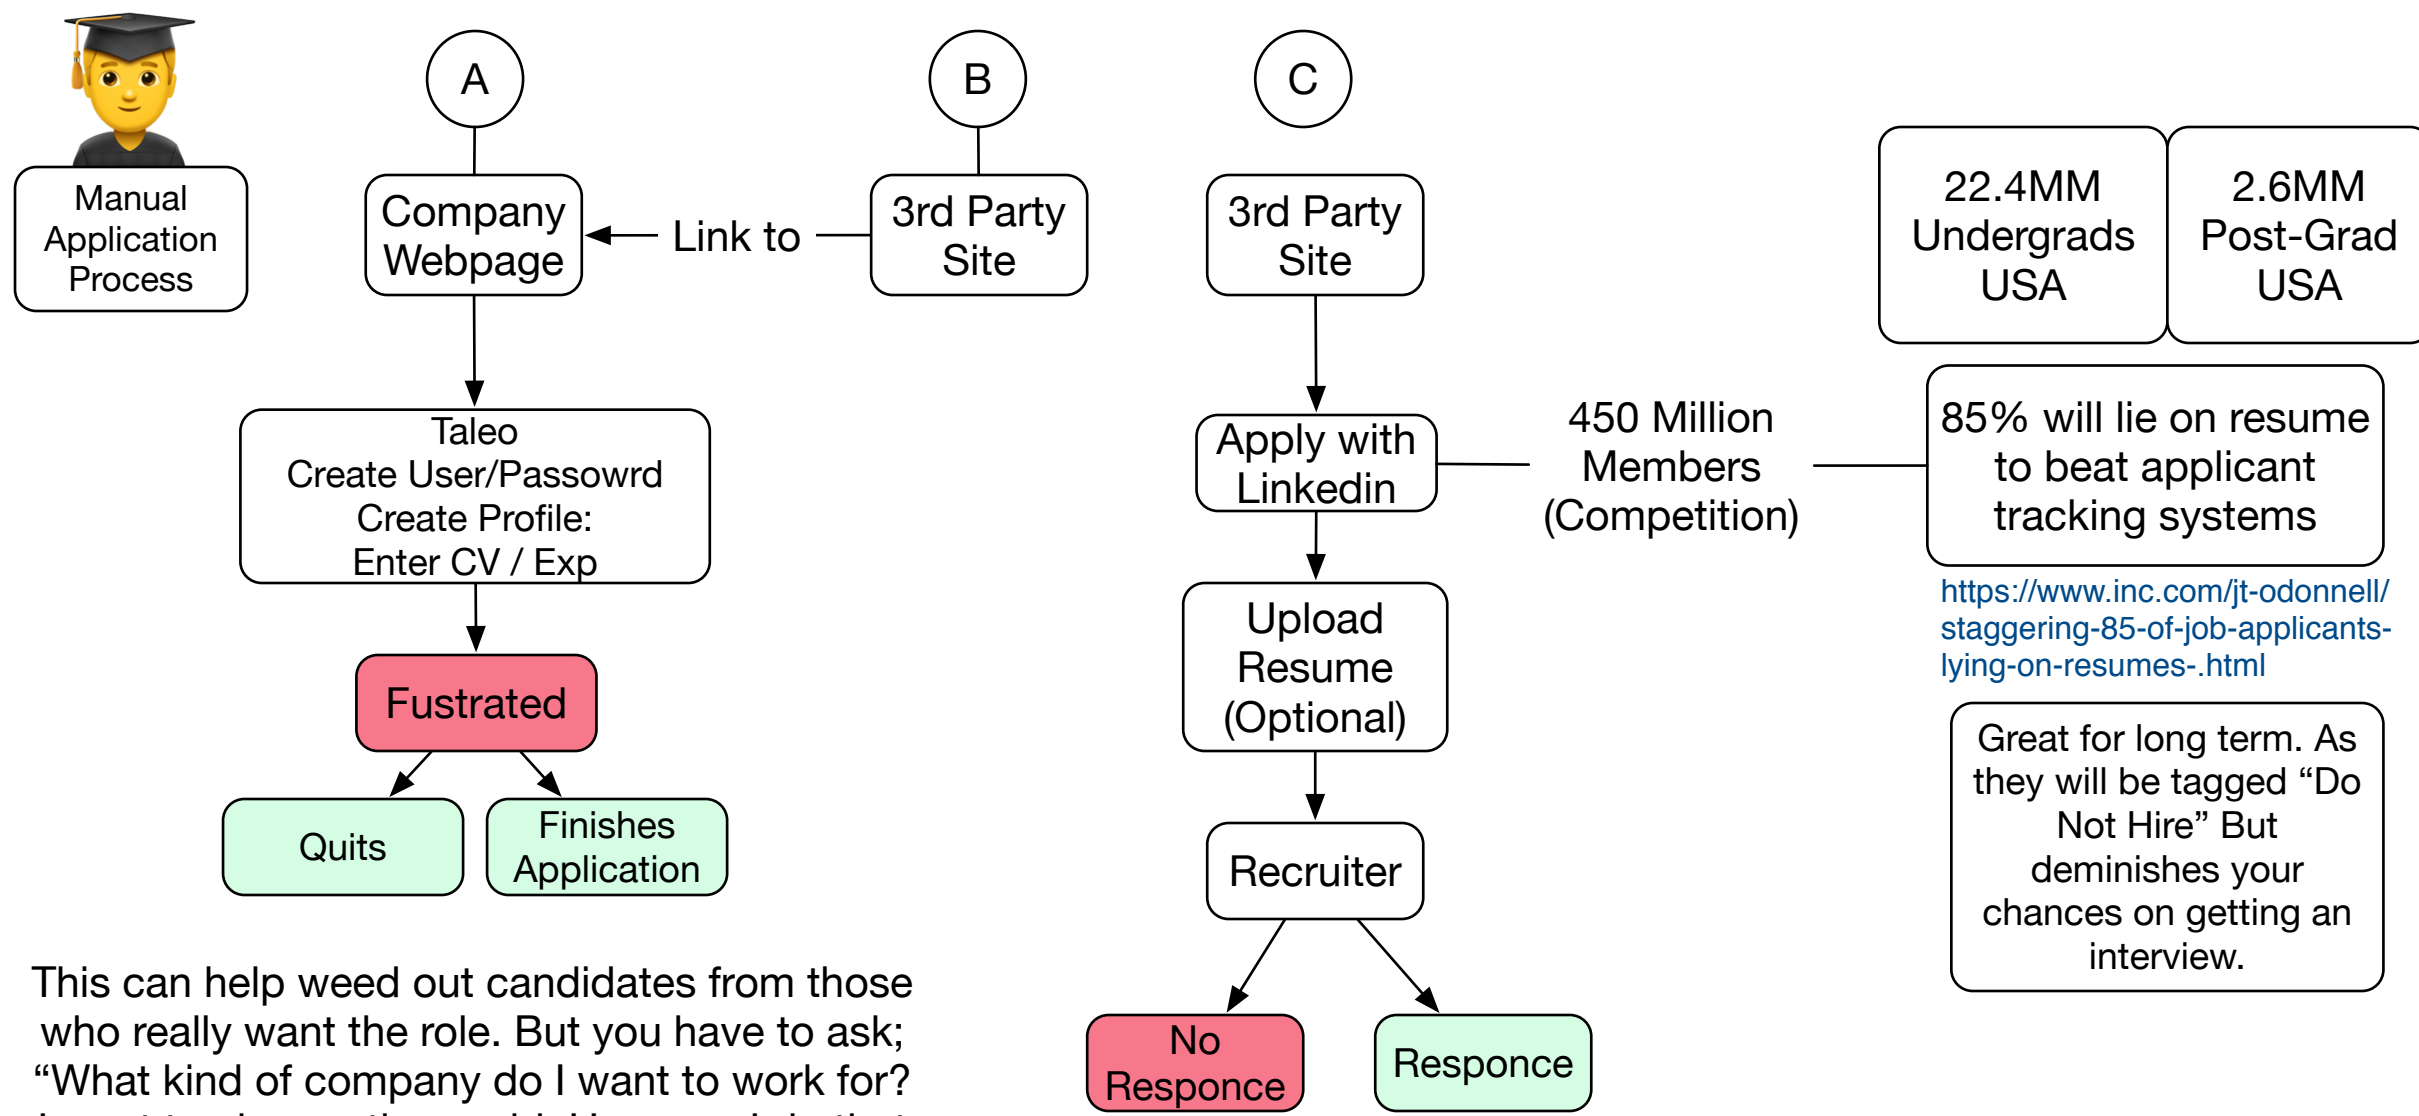 A
B
C
Manual
Application
Process
Company
Webpage
Link to
3rd Party
Site
3rd Party
Site
22.4MM
Undergrads
USA
2.6MM
Post-Grad
USA
Taleo
Create User/Passowrd
Create Profile:
Enter CV / Exp
Apply with
Linkedin
450 Million
Members
(Competition)
85% will lie on resume
to beat applicant
tracking systems
https://www.inc.com/jt-odonnell/
staggering-85-of-job-applicants-
lying-on-resumes-.html
Fustrated
Upload
Resume
(Optional)
Quits
Finishes
Application
Recruiter
Great for long term. As
they will be tagged “Do
Not Hire” But
deminishes your
chances on getting an
interview.
No
Responce
Responce
This can help weed out candidates from those
who really want the role. But you have to ask;
“What kind of company do I want to work for?